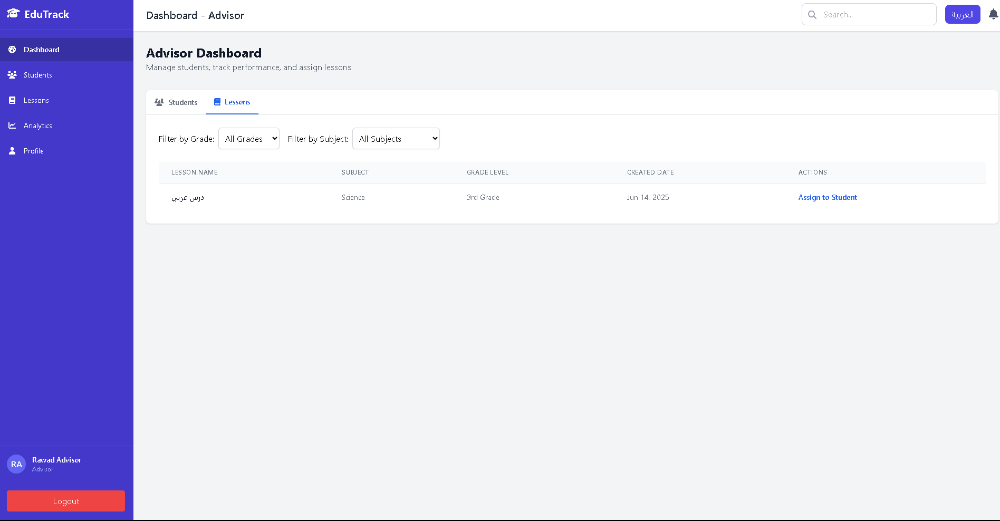 EduTrack
Dashboard
Students
Lessons
Analytics
Profile
RA
Rawad Advisor
Advisor
Logout
Dashboard - Advisor
Search...
العربية
Advisor Dashboard
Manage students, track performance, and assign lessons
Students
Lessons
Filter by Grade: All Grades Filter by Subject: All Subjects
LESSON NAME SUBJECT GRADE LEVEL CREATED DATE ACTIONS
درس عربي Science 3rd Grade Jun 14, 2025 Assign to Student